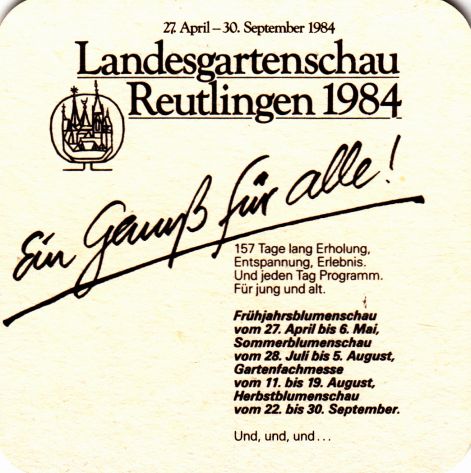 27. April – 30. September 1984
Landesgartenschau
Reutlingen 1984
Ein Genuß für alle!
157 Tage lang Erholung,
Entspannung, Erlebnis.
Und jeden Tag Programm.
Für jung und alt.
Frühjahrsblumenschau
vom 27. April bis 6. Mai,
Sommerblumenschau
vom 28. Juli bis 5. August,
Gartenfachmesse
vom 11. bis 19. August,
Herbstblumenschau
vom 22. bis 30. September.
Und, und, und ...